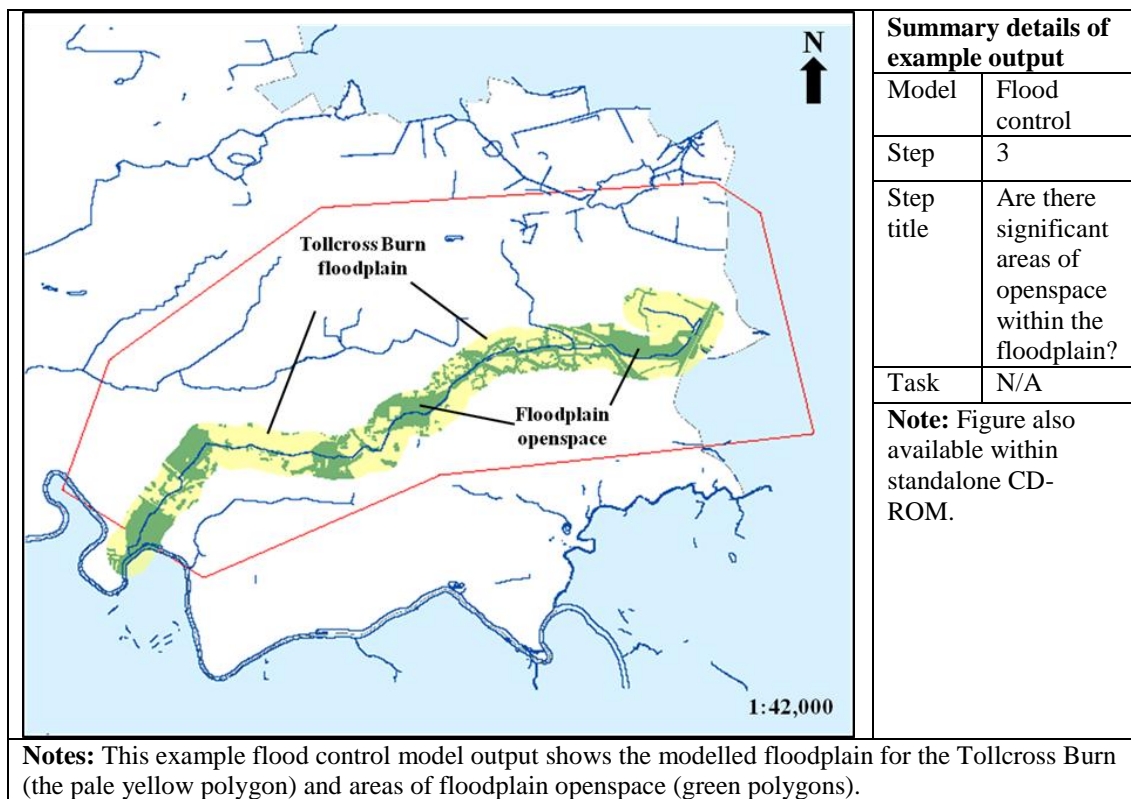 N
Tollcross Burn
floodplain
Floodplain
openspace
1:42,000
Summary details of
example output
Model Flood
control
Step 3
Step Are there
title significant
areas of
openspace
within the
floodplain?
Task N/A
Note: Figure also
available within
standalone CD-
ROM.
Notes: This example flood control model output shows the modelled floodplain for the Tollcross Burn
(the pale yellow polygon) and areas of floodplain openspace (green polygons).